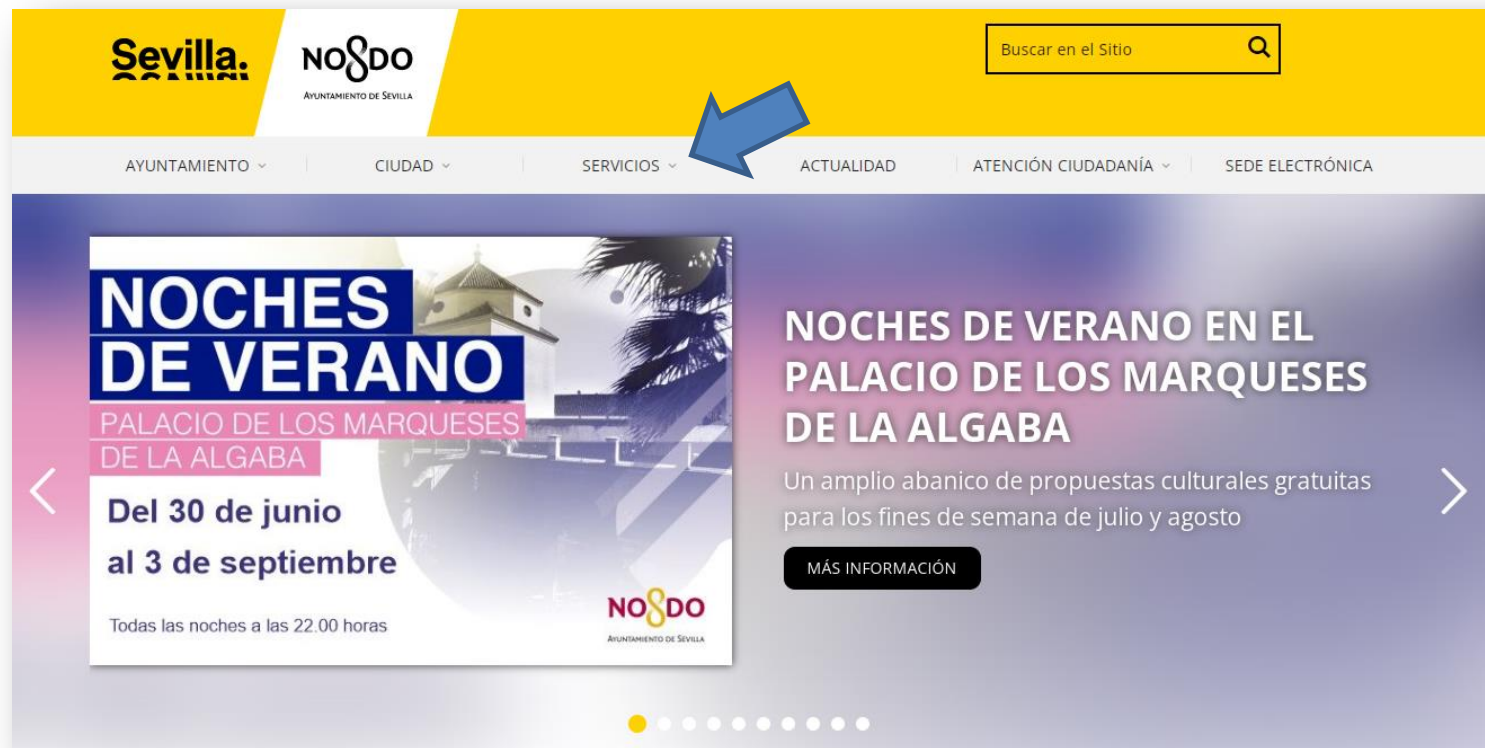 Sevilla.
NO8DO
AYUNTAMIENTO DE SEVILLA
Buscar en el Sitio
AYUNTAMIENTO
CIUDAD
SERVICIOS
ACTUALIDAD
ATENCIÓN CIUDADANÍA
SEDE ELECTRÓNICA
NOCHES
DE VERANO
PALACIO DE LOS MARQUESES
DE LA ALGABA
Del 30 de junio
al 3 de septiembre
Todas las noches a las 22.00 horas
NO8DO
AYUNTAMIENTO DE SEVILLA
NOCHES DE VERANO EN EL
PALACIO DE LOS MARQUESES
DE LA ALGABA
Un amplio abanico de propuestas culturales gratuitas
para los fines de semana de julio y agosto
MÁS INFORMACIÓN